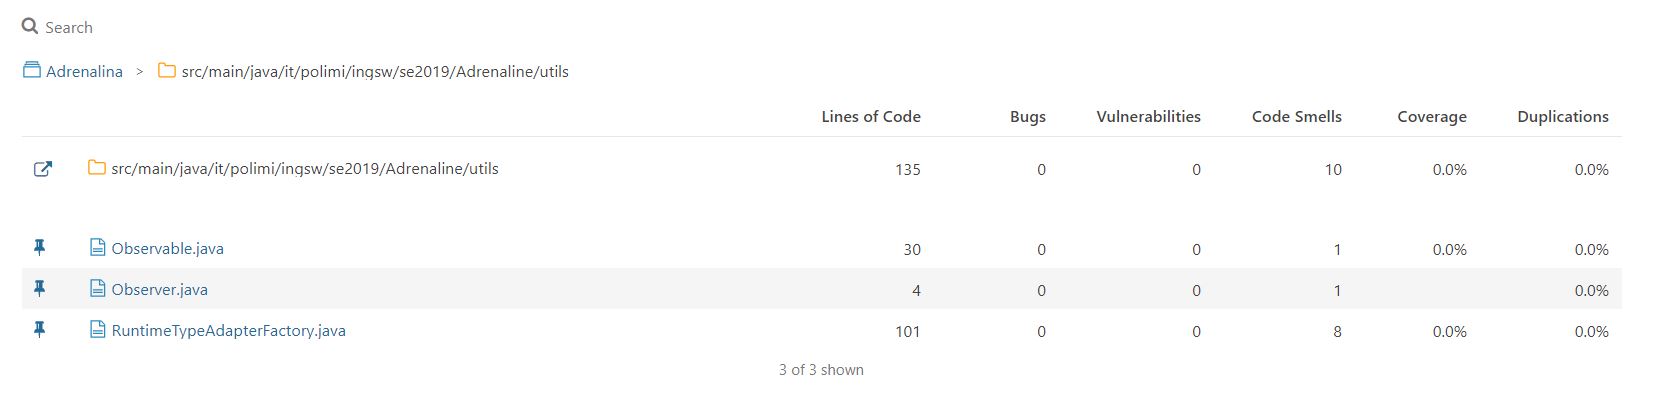 Search
Adrenalina > src/main/java/it/polimi/ingsw/se2019/Adrenaline/utils
Lines of Code Bugs Vulnerabilities Code Smells Coverage Duplications
src/main/java/it/polimi/ingsw/se2019/Adrenaline/utils 135 0 0 10 0.0% 0.0%
Observable.java 30 0 0 1 0.0% 0.0%
Observer.java 4 0 0 1 0.0%
RuntimeTypeAdapterFactory.java 101 0 0 8 0.0% 0.0%
3 of 3 shown